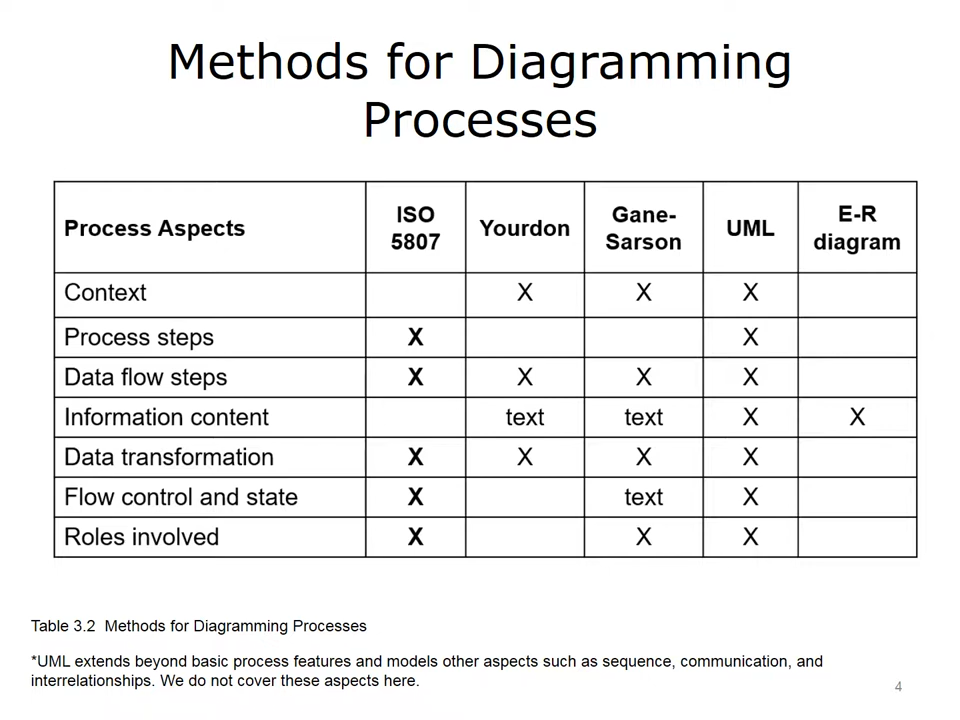 Methods for Diagramming
Processes
Process Aspects ISO 5807 Yourdon Gane-Sarson UML E-R diagram
Context X X X
Process steps X X
Data flow steps X X X X
Information content text text X X
Data transformation X X X X
Flow control and state X text X
Roles involved X X X
Table 3.2 Methods for Diagramming Processes
*UML extends beyond basic process features and models other aspects such as sequence, communication, and
interrelationships. We do not cover these aspects here.
4